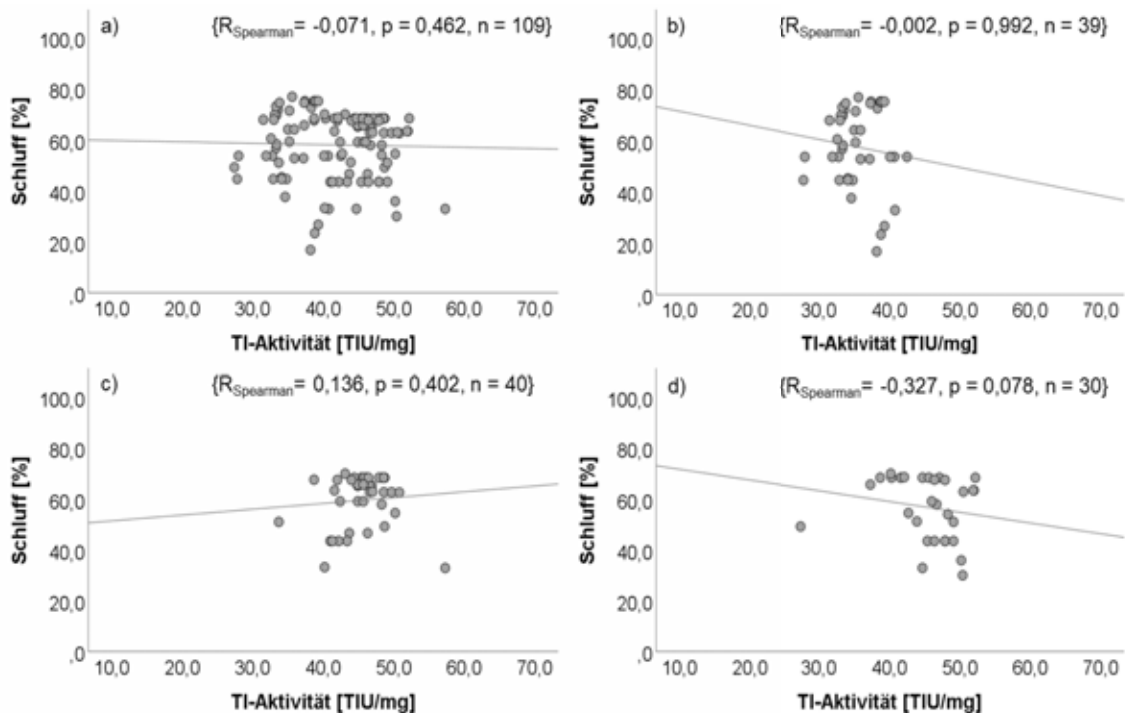 a) {RSpearman= -0,071, p = 0,462, n = 109}
100,0
80,0
60,0
40,0
20,0
,0
Schluff [%]
10,0 20,0 30,0 40,0 50,0 60,0 70,0
TI-Aktivität [TIU/mg]
b) {RSpearman= -0,002, p = 0,992, n = 39}
100,0
80,0
60,0
40,0
20,0
,0
Schluff [%]
10,0 20,0 30,0 40,0 50,0 60,0 70,0
TI-Aktivität [TIU/mg]
c) {RSpearman= 0,136, p = 0,402, n = 40}
100,0
80,0
60,0
40,0
20,0
,0
Schluff [%]
10,0 20,0 30,0 40,0 50,0 60,0 70,0
TI-Aktivität [TIU/mg]
d) {RSpearman= -0,327, p = 0,078, n = 30}
100,0
80,0
60,0
40,0
20,0
,0
Schluff [%]
10,0 20,0 30,0 40,0 50,0 60,0 70,0
TI-Aktivität [TIU/mg]